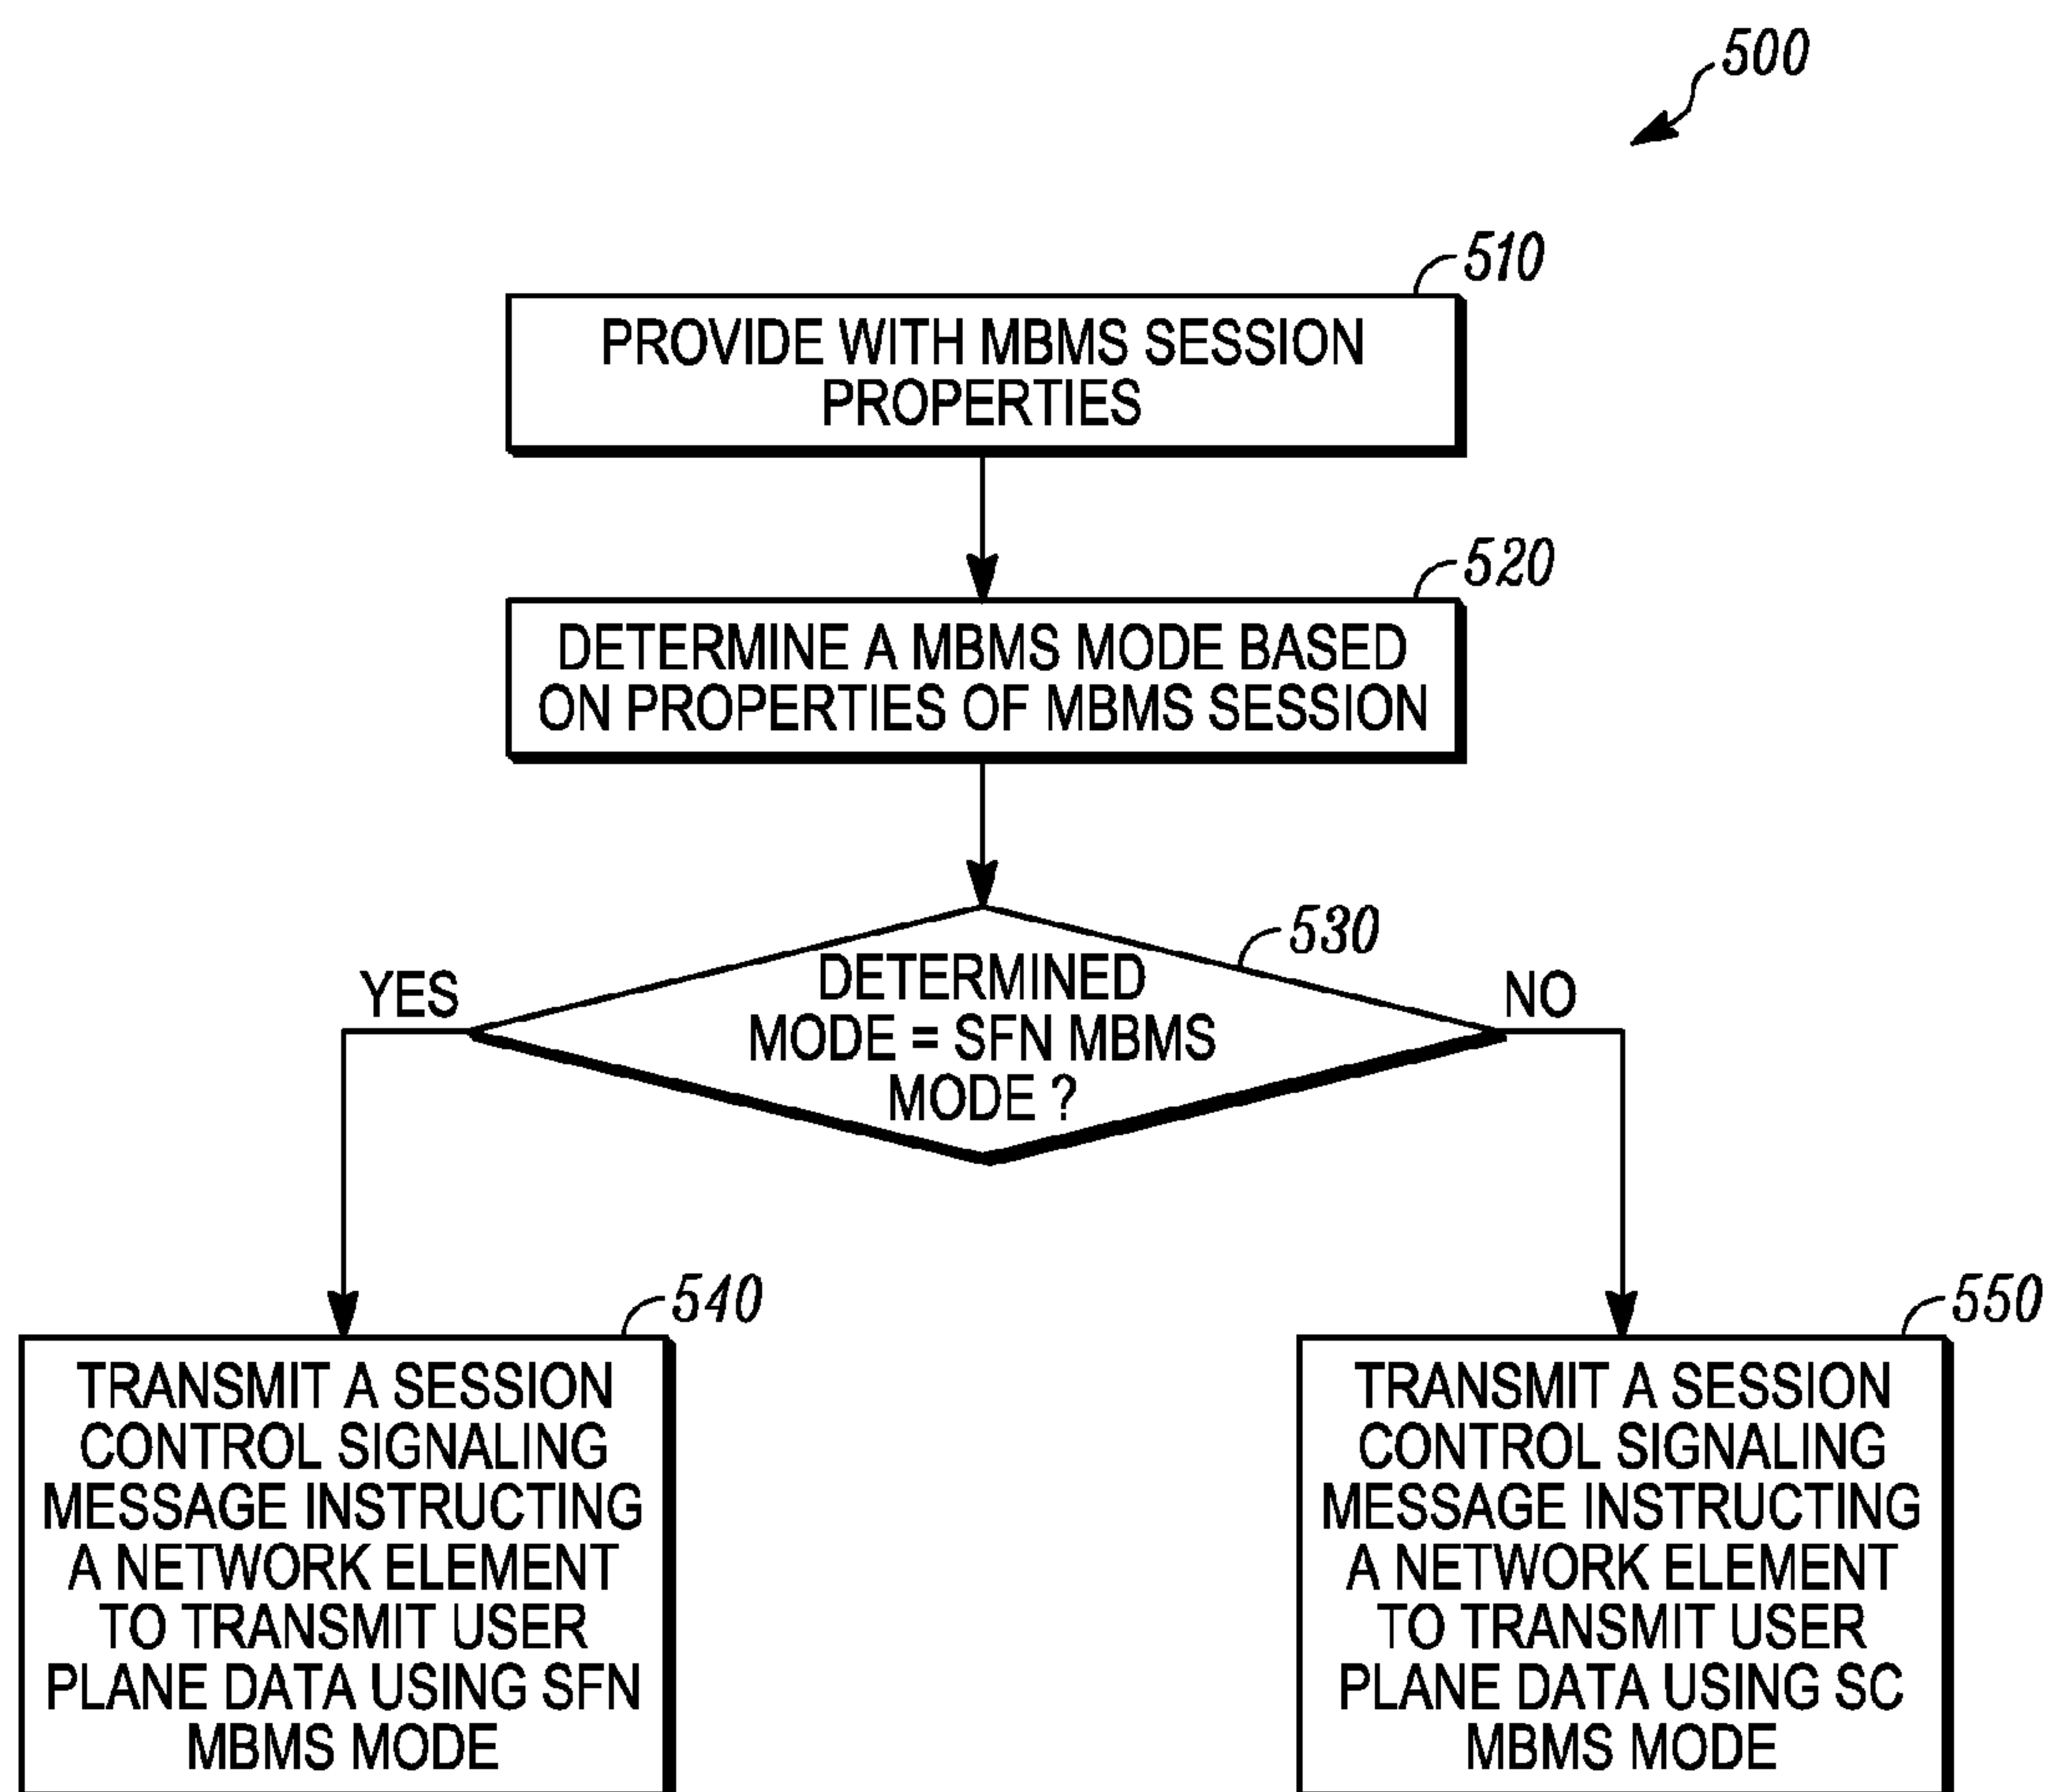 500
510
PROVIDE WITH MBMS SESSION
PROPERTIES
520
DETERMINE A MBMS MODE BASED
ON PROPERTIES OF MBMS SESSION
530
DETERMINED
MODE = SFN MBMS
MODE ?
YES
NO
540
TRANSMIT A SESSION
CONTROL SIGNALING
MESSAGE INSTRUCTING
A NETWORK ELEMENT
TO TRANSMIT USER
PLANE DATA USING SFN
MBMS MODE
550
TRANSMIT A SESSION
CONTROL SIGNALING
MESSAGE INSTRUCTING
A NETWORK ELEMENT
TO TRANSMIT USER
PLANE DATA USING SC
MBMS MODE